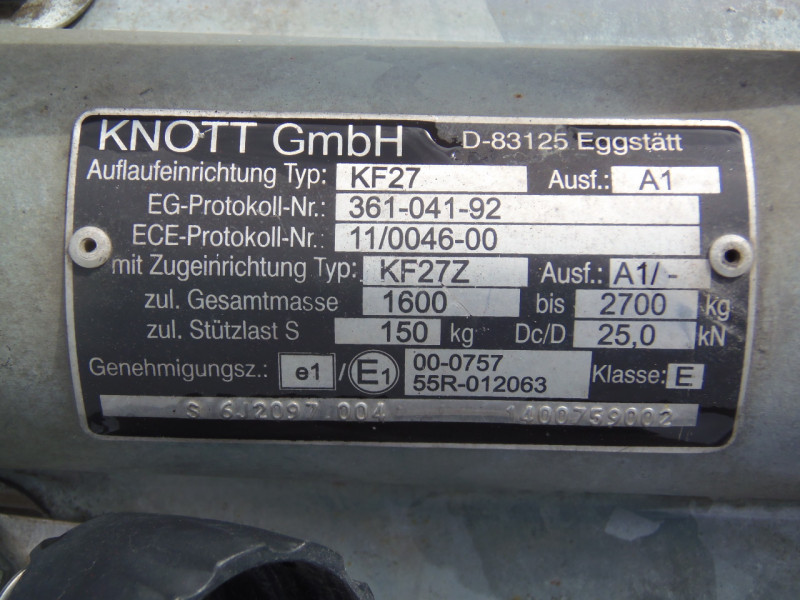 KNOTT GmbH D-83125 Eggstätt
Auflaufeinrichtung Typ: KF27 Ausf.: A1
EG-Protokoll-Nr.: 361-041-92
ECE-Protokoll-Nr.: 11/0046-00
mit Zugeinrichtung Typ: KF27Z Ausf.: A1/-
zul. Gesamtmasse 1600 bis 2700 kg
zul. Stützlast S 150 kg Dc/D 25,0 kN
Genehmigungsz.: e1 / E1 00-0757 Klasse: E
55R-012063
S 6J2097 004 1400759002